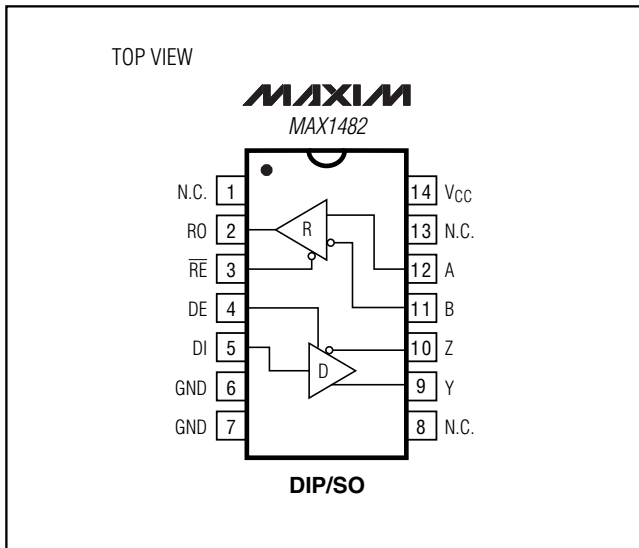 TOP VIEW
MAXIM
MAX1482
N.C. 1
RO 2
R̅E̅ 3
DE 4
DI 5
GND 6
GND 7
14 VCC
13 N.C.
12 A
11 B
10 Z
9 Y
8 N.C.
R
D
DIP/SO